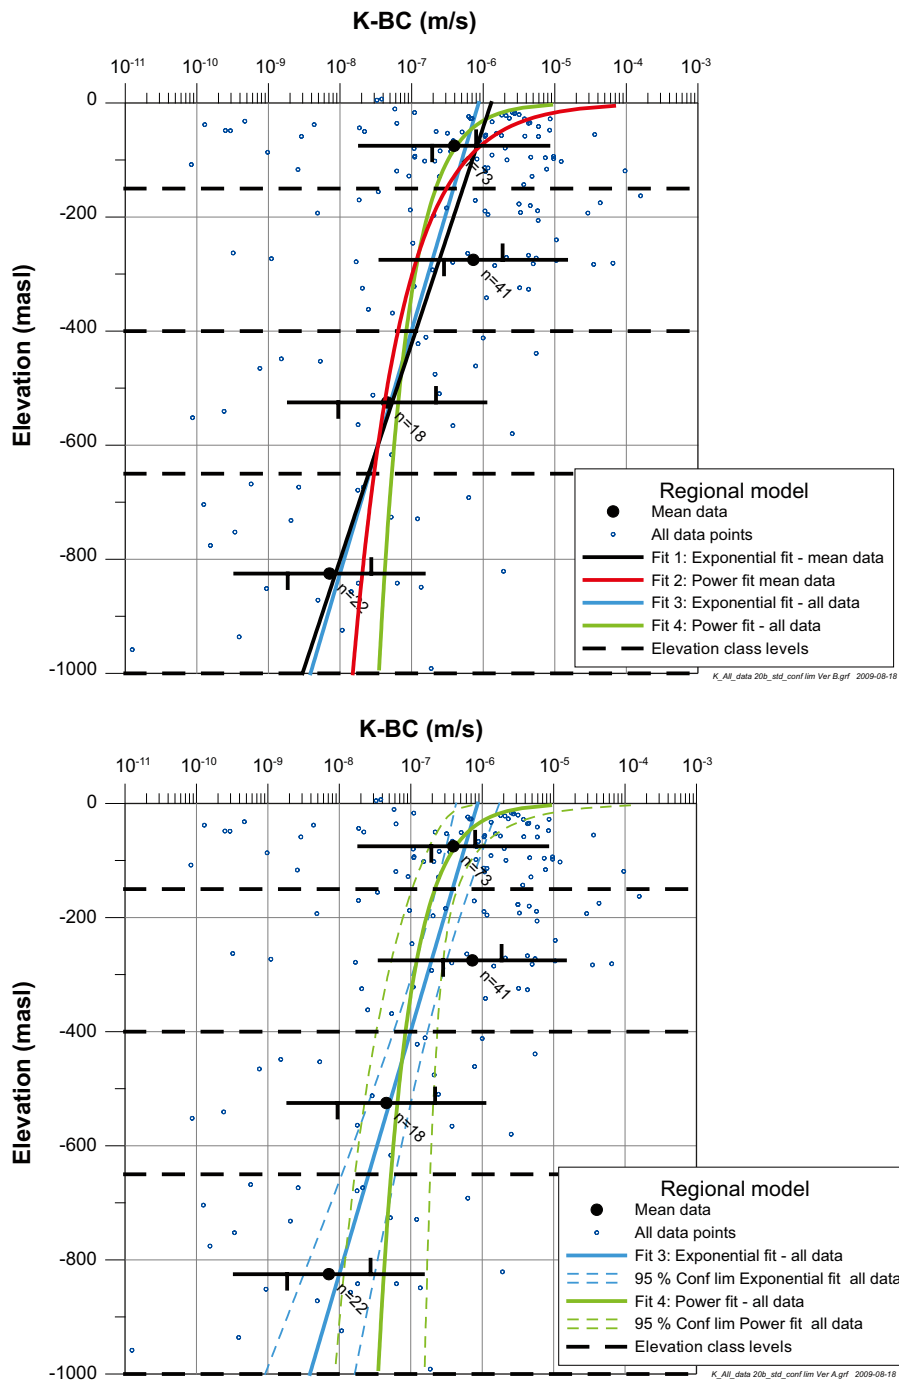 K-BC (m/s)
10-11 10-10 10-9 10-8 10-7 10-6 10-5 10-4 10-3
0
-200
-400
-600
-800
-1000
Elevation (masl)
n=73
n=41
n=18
n=22
Regional model
Mean data
All data points
Fit 1: Exponential fit - mean data
Fit 2: Power fit mean data
Fit 3: Exponential fit - all data
Fit 4: Power fit - all data
Elevation class levels
K_All_data 20b_std_conf lim Ver B.grf 2009-08-18
K-BC (m/s)
10-11 10-10 10-9 10-8 10-7 10-6 10-5 10-4 10-3
0
-200
-400
-600
-800
-1000
Elevation (masl)
n=73
n=41
n=18
n=22
Regional model
Mean data
All data points
Fit 3: Exponential fit - all data
95 % Conf lim Exponential fit all data
Fit 4: Power fit - all data
95 % Conf lim Power fit all data
Elevation class levels
K_All_data 20b_std_conf lim Ver A.grf 2009-08-18